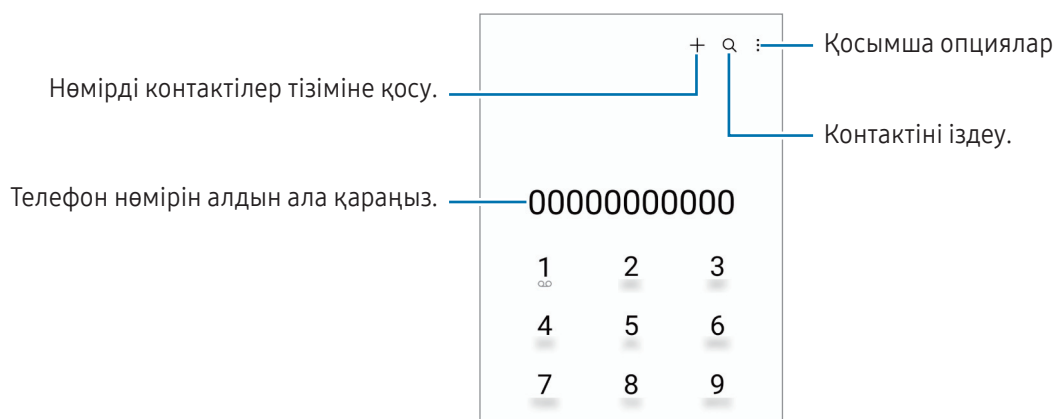 Қосымша опциялар
Нөмірді контактілер тізіміне қосу.
Контактіні іздеу.
Телефон нөмірін алдын ала қараңыз.
00000000000
1 2 3
4 5 6
7 8 9